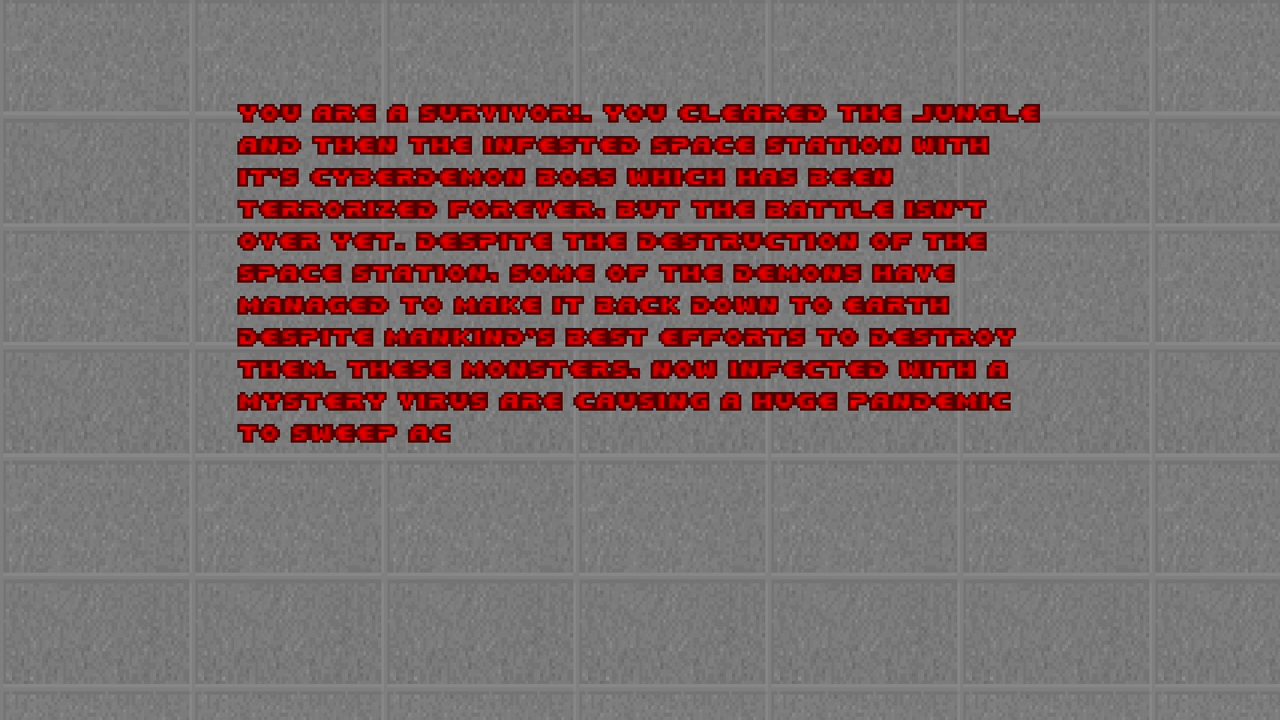 YOU ARE A SURVIVOR!. YOU CLEARED THE JUNGLE
AND THEN THE INFESTED SPACE STATION WITH
IT'S CYBERDEMON BOSS WHICH HAS BEEN
TERRORIZED FOREVER, BUT THE BATTLE ISN'T
OVER YET. DESPITE THE DESTRUCTION OF THE
SPACE STATION, SOME OF THE DEMONS HAVE
MANAGED TO MAKE IT BACK DOWN TO EARTH
DESPITE MANKIND'S BEST EFFORTS TO DESTROY
THEM. THESE MONSTERS, NOW INFECTED WITH A
MYSTERY VIRUS ARE CAUSING A HUGE PANDEMIC
TO SWEEP AC